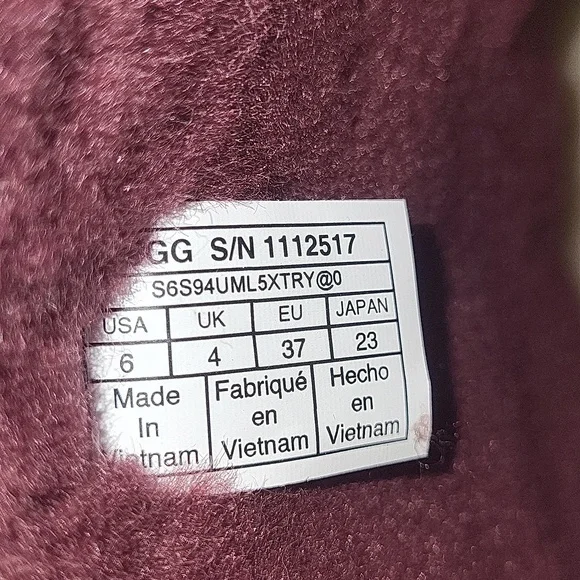 GG S/N 1112517
S6S94UML5XTRY@0
USA UK EU JAPAN
6 4 37 23
Made Fabriqué Hecho
In en en
Vietnam Vietnam